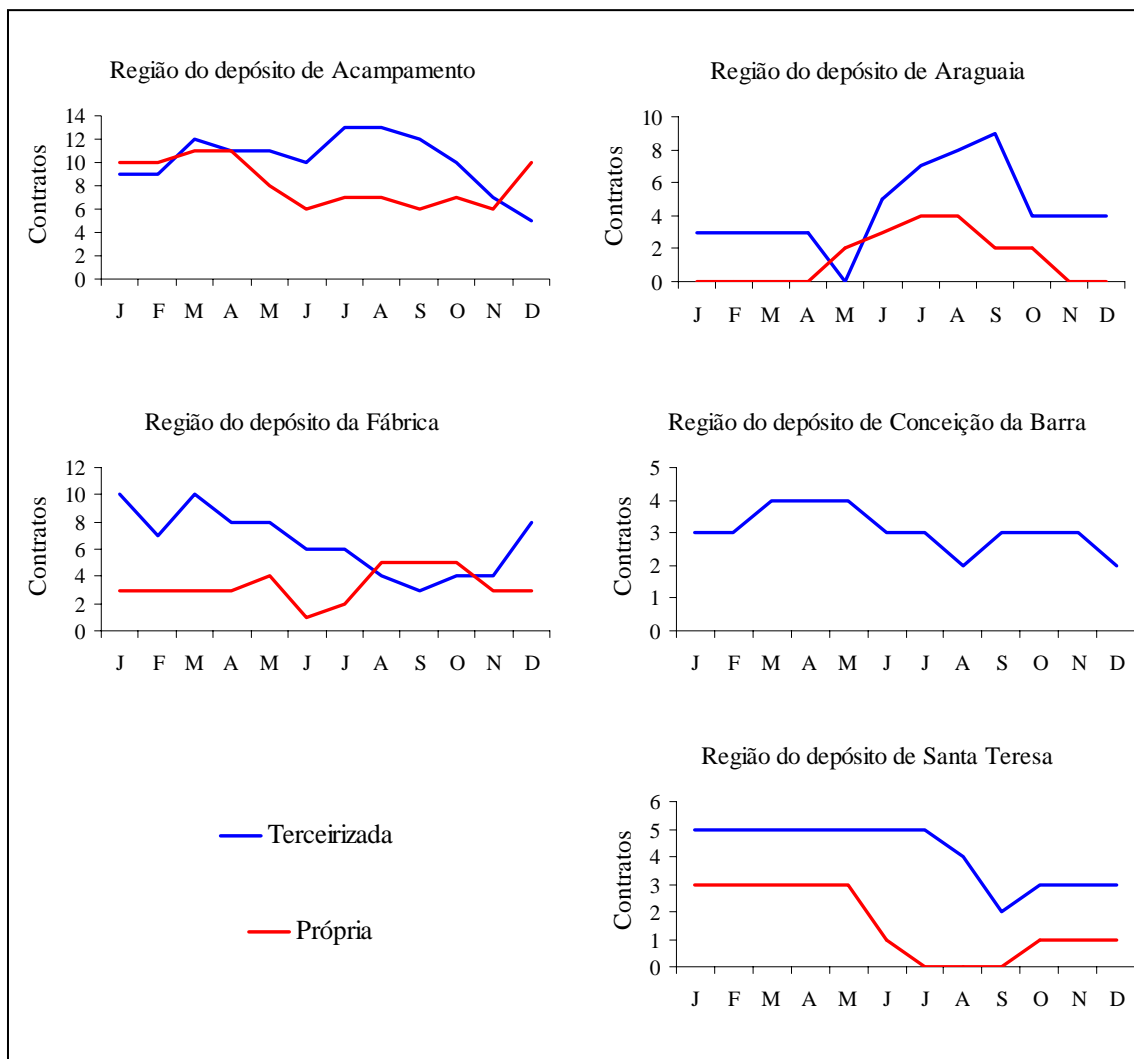 Região do depósito de Acampamento
Contratos
14
12
10
8
6
4
2
0
J F M A M J J A S O N D
Região do depósito de Araguaia
Contratos
10
8
6
4
2
0
J F M A M J J A S O N D
Região do depósito da Fábrica
Contratos
12
10
8
6
4
2
0
J F M A M J J A S O N D
Região do depósito de Conceição da Barra
Contratos
5
4
3
2
1
0
J F M A M J J A S O N D
Terceirizada
Própria
Região do depósito de Santa Teresa
Contratos
6
5
4
3
2
1
0
J F M A M J J A S O N D